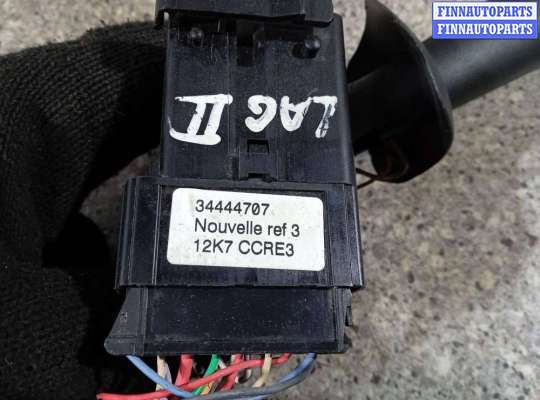 FINNAUTOPARTS
FINNAUTOPARTS
LAG II
34444707
Nouvelle ref 3
12K7 CCRE3